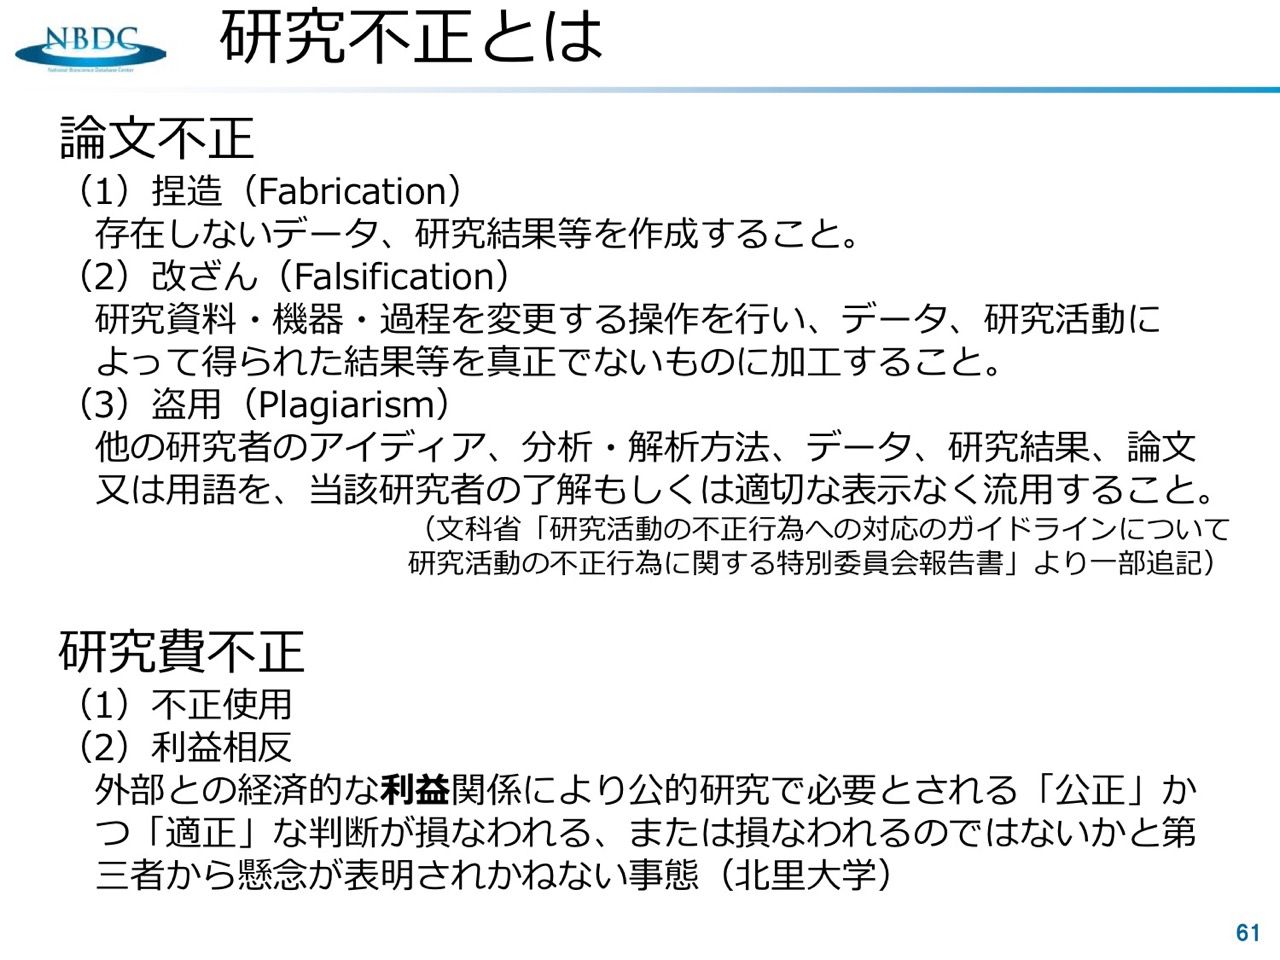 NBDC
National Bioscience Database Center
研究不正とは
論文不正
（1）捏造（Fabrication）
存在しないデータ、研究結果等を作成すること。
（2）改ざん（Falsification）
研究資料・機器・過程を変更する操作を行い、データ、研究活動に
よって得られた結果等を真正でないものに加工すること。
（3）盗用（Plagiarism）
他の研究者のアイディア、分析・解析方法、データ、研究結果、論文
又は用語を、当該研究者の了解もしくは適切な表示なく流用すること。
（文科省「研究活動の不正行為への対応のガイドラインについて
研究活動の不正行為に関する特別委員会報告書」より一部追記）
研究費不正
（1）不正使用
（2）利益相反
外部との経済的な利益関係により公的研究で必要とされる「公正」か
つ「適正」な判断が損なわれる、または損なわれるのではないかと第
三者から懸念が表明されかねない事態（北里大学）
61